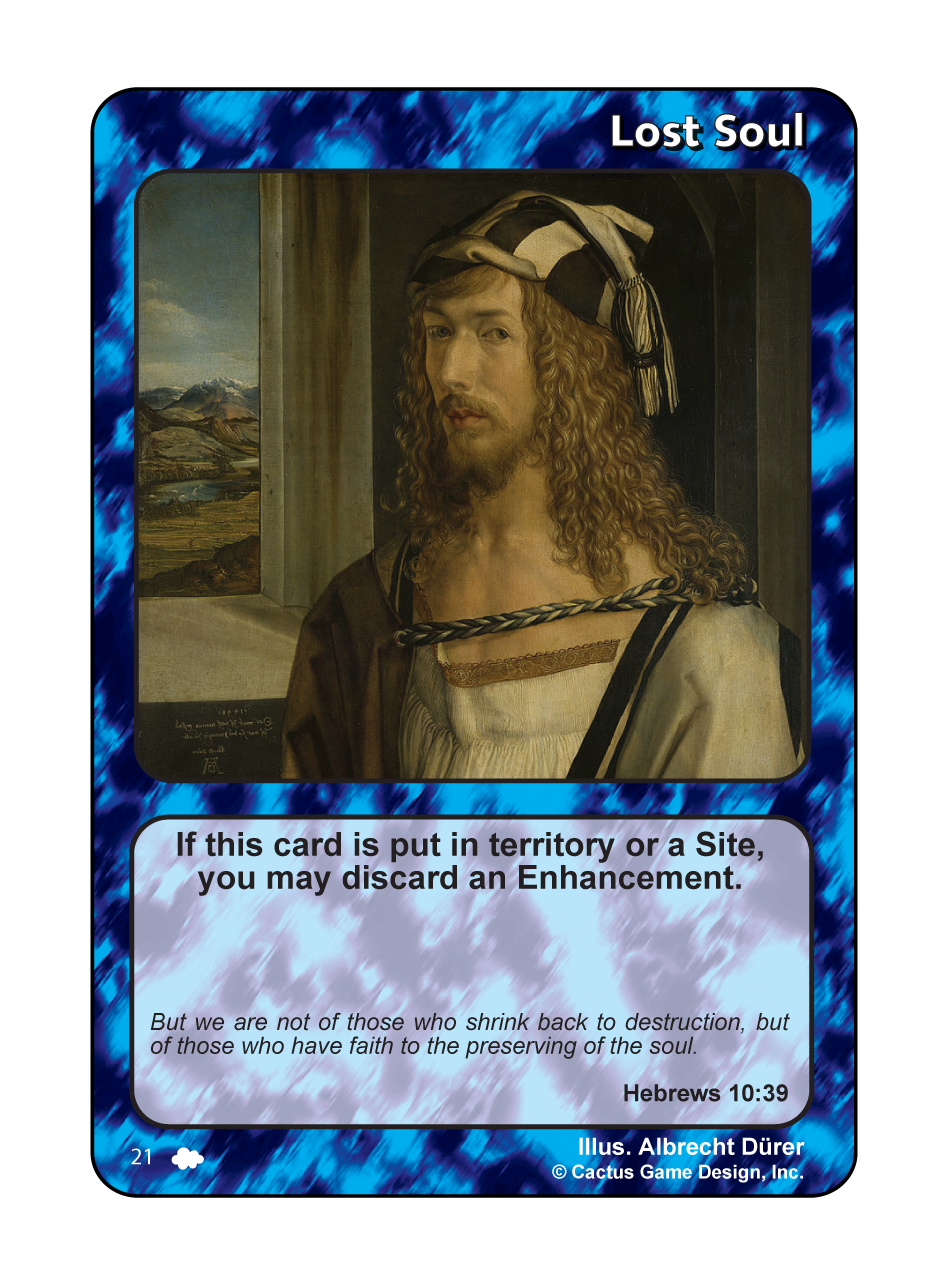 Lost Soul
If this card is put in territory or a Site,
you may discard an Enhancement.
But we are not of those who shrink back to destruction, but
of those who have faith to the preserving of the soul.
Hebrews 10:39
21
Illus. Albrecht Dürer
© Cactus Game Design, Inc.